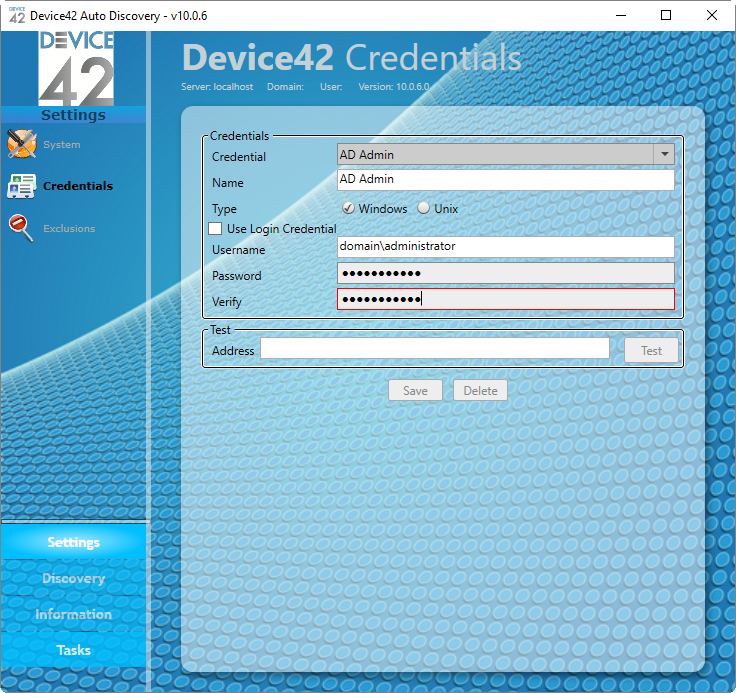 DEVICE
42
Device42 Auto Discovery - v10.0.6
DEVICE
42
Settings
System
Credentials
Exclusions
Settings
Discovery
Information
Tasks
Device42 Credentials
Server: localhost Domain: User: Version: 10.0.6.0
Credentials
Credential AD Admin
Name AD Admin
Type Windows Unix
Use Login Credential
Username domain\administrator
Password ●●●●●●●●●●●
Verify ●●●●●●●●●●●
Test
Address Test
Save Delete